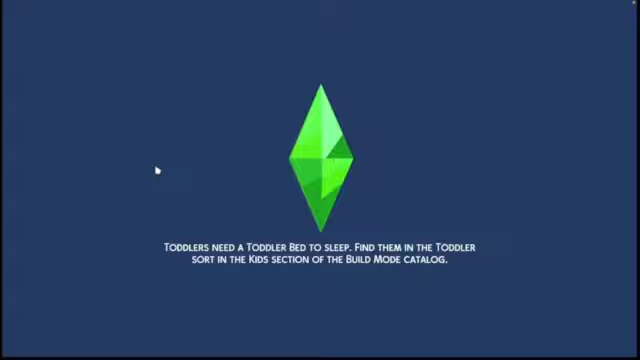 Toddlers need a Toddler Bed to sleep. Find them in the Toddler
sort in the Kids section of the Build Mode catalog.